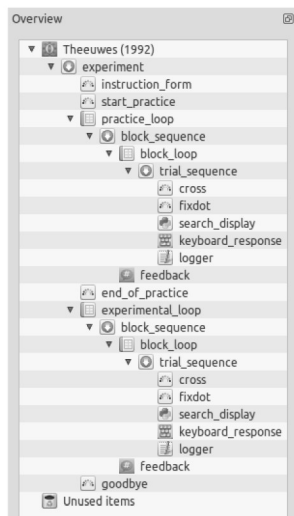 Overview
Theeuwes (1992)
experiment
instruction_form
start_practice
practice_loop
block_sequence
block_loop
trial_sequence
cross
fixdot
search_display
keyboard_response
logger
feedback
end_of_practice
experimental_loop
block_sequence
block_loop
trial_sequence
cross
fixdot
search_display
keyboard_response
logger
feedback
goodbye
Unused items